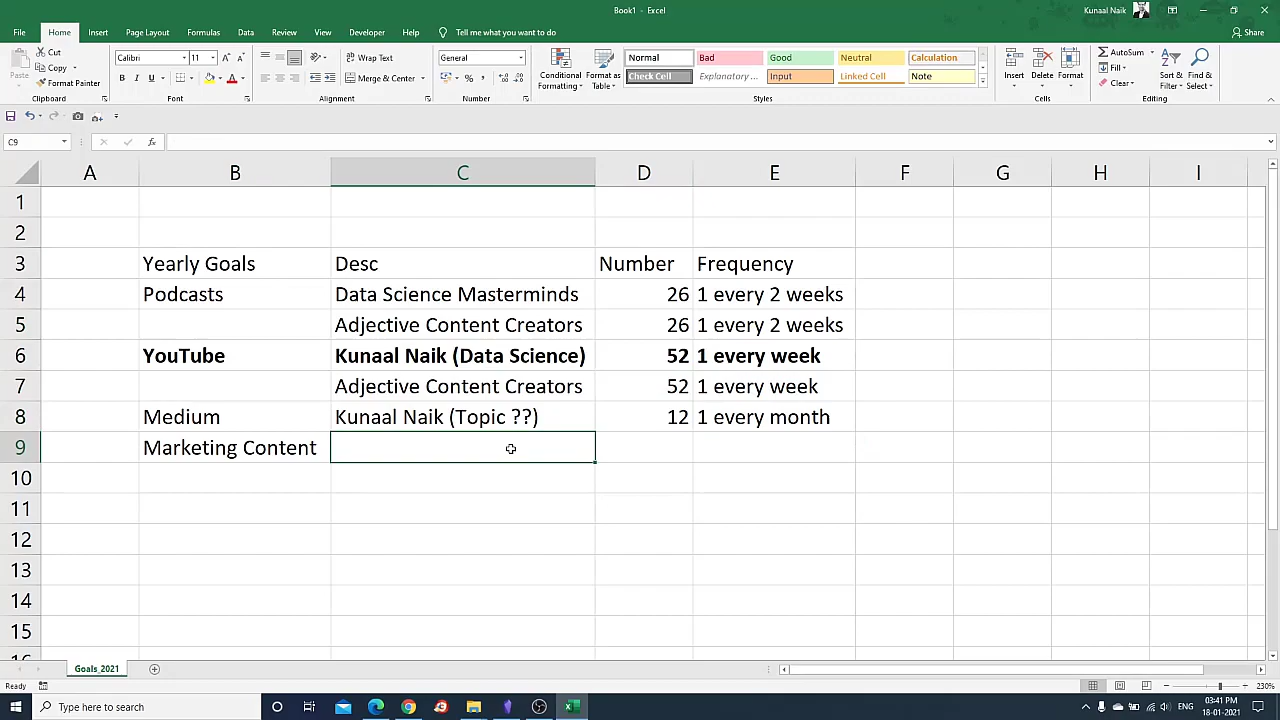 Book1 - Excel
Kunaal Naik
File Home Insert Page Layout Formulas Data Review View Developer Help Tell me what you want to do
Share
Paste
Cut
Copy
Format Painter
Clipboard
Calibri 11
B I U
Font
Wrap Text
Merge & Center
Alignment
General
Number
Conditional Formatting
Format as Table
Normal Bad Good Neutral Calculation
Check Cell Explanatory ... Input Linked Cell Note
Styles
Insert Delete Format
Cells
AutoSum
Fill
Clear
Sort & Filter
Find & Select
Editing
C9 fx
A B C D E F G H I
1
2
3 Yearly Goals Desc Number Frequency
4 Podcasts Data Science Masterminds 26 1 every 2 weeks
5 Adjective Content Creators 26 1 every 2 weeks
6 YouTube Kunaal Naik (Data Science) 52 1 every week
7 Adjective Content Creators 52 1 every week
8 Medium Kunaal Naik (Topic ??) 12 1 every month
9 Marketing Content
10
11
12
13
14
15
16
Goals_2021
Ready
230%
Type here to search
ENG
03:41 PM
18-01-2021